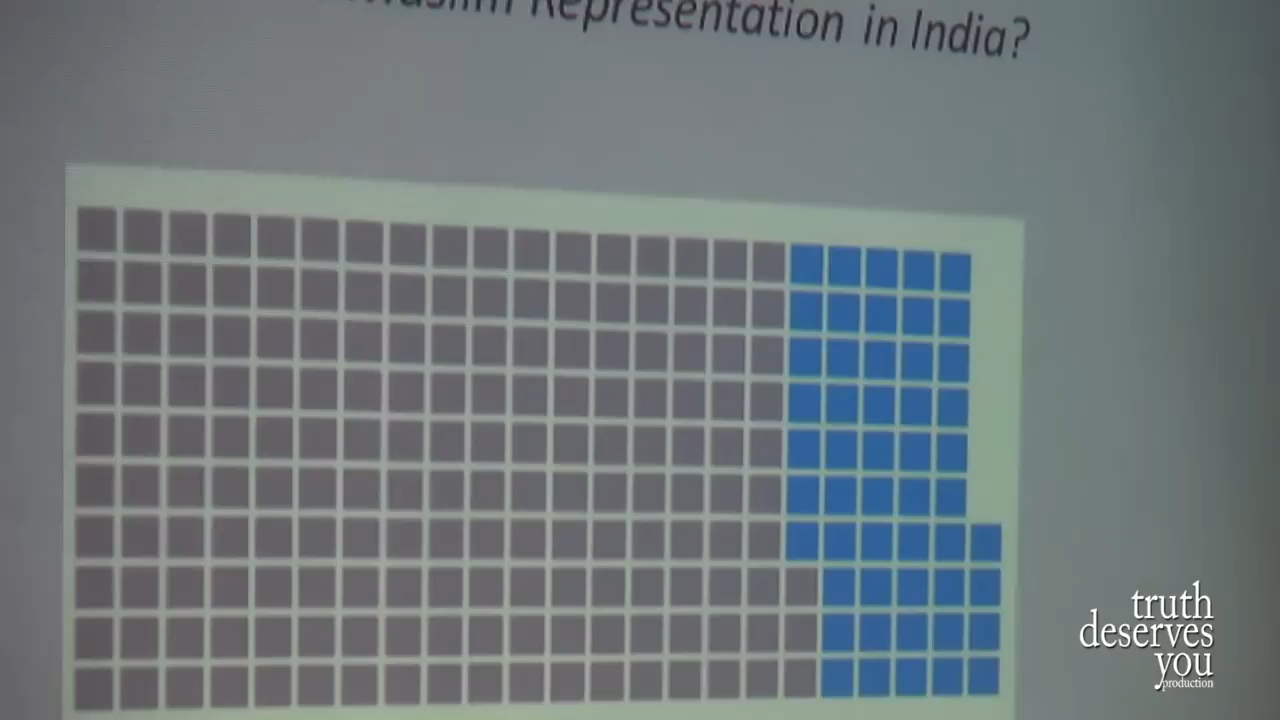 Representation in India?
truth
deserves
you
production